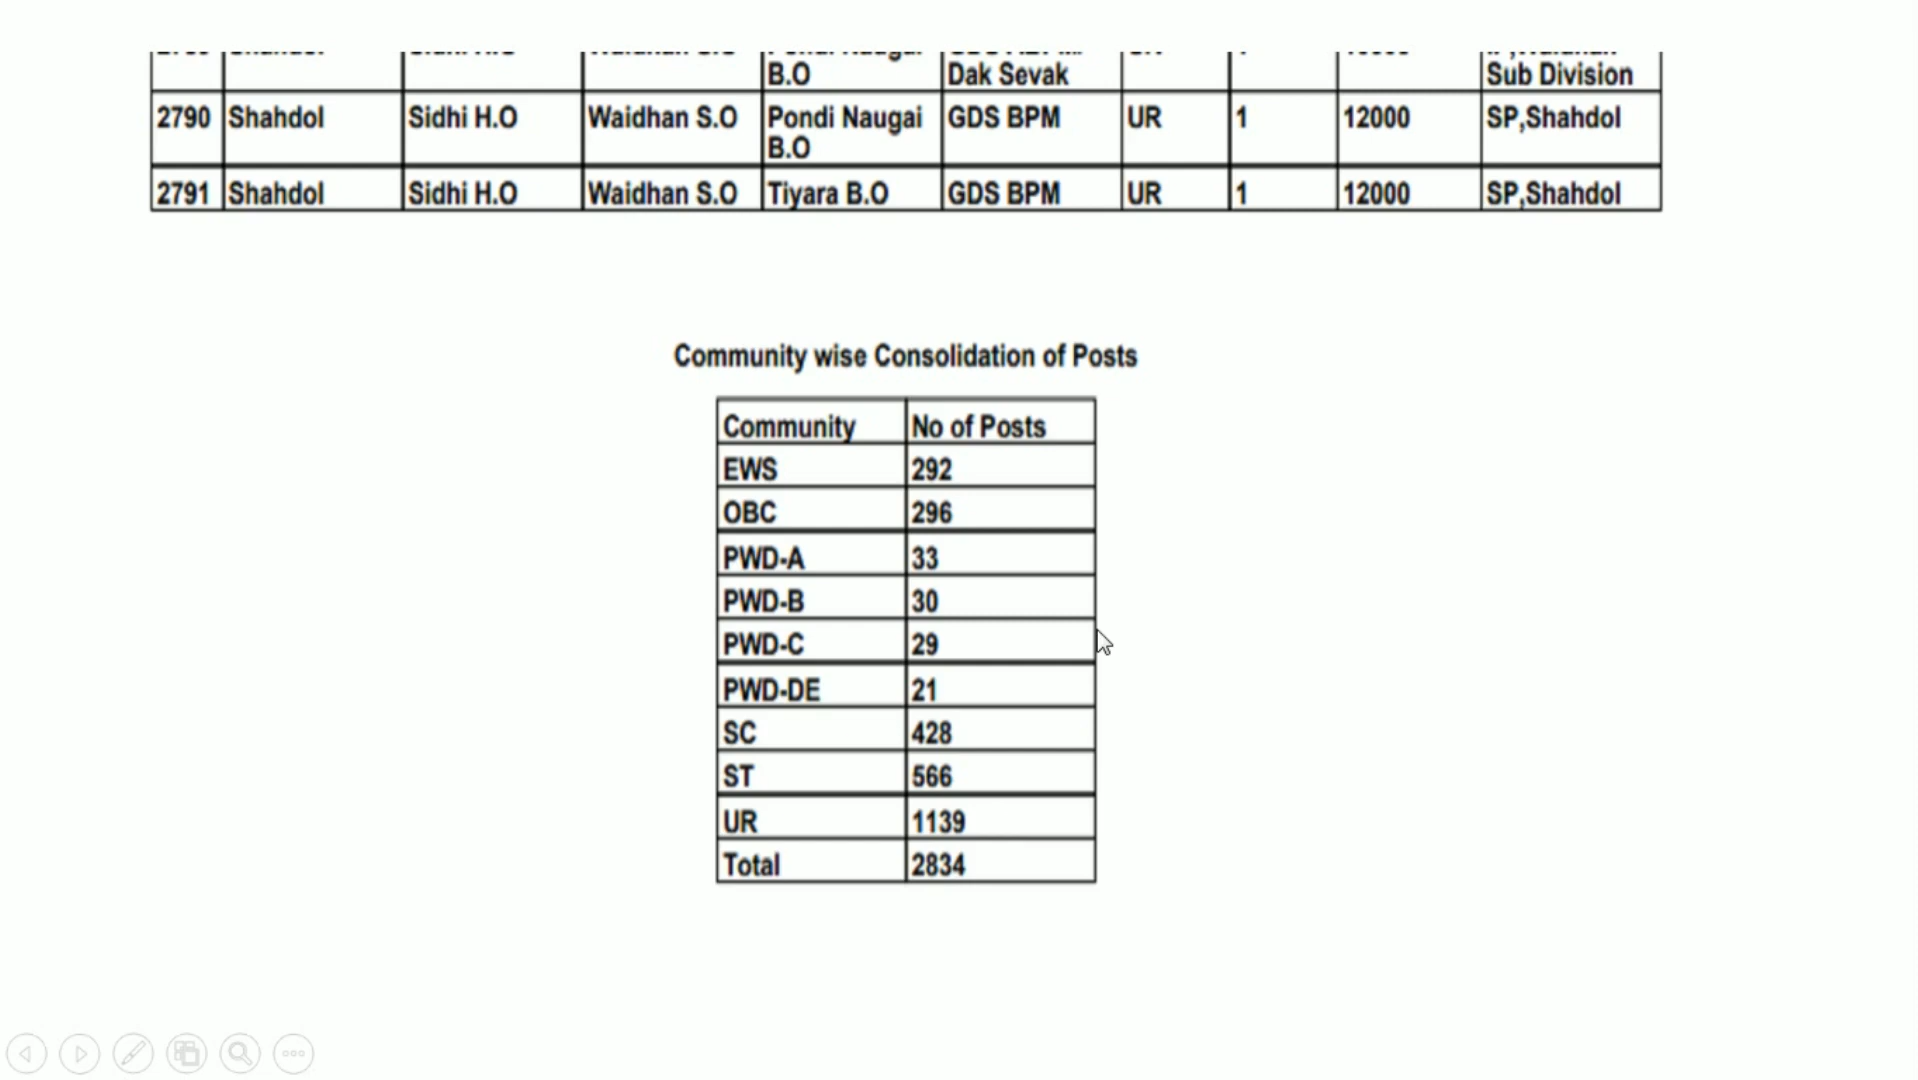 B.O Dak Sevak Sub Division
2790 Shahdol Sidhi H.O Waidhan S.O Pondi Naugai B.O GDS BPM UR 1 12000 SP,Shahdol
2791 Shahdol Sidhi H.O Waidhan S.O Tiyara B.O GDS BPM UR 1 12000 SP,Shahdol
Community wise Consolidation of Posts
Community No of Posts
EWS 292
OBC 296
PWD-A 33
PWD-B 30
PWD-C 29
PWD-DE 21
SC 428
ST 566
UR 1139
Total 2834